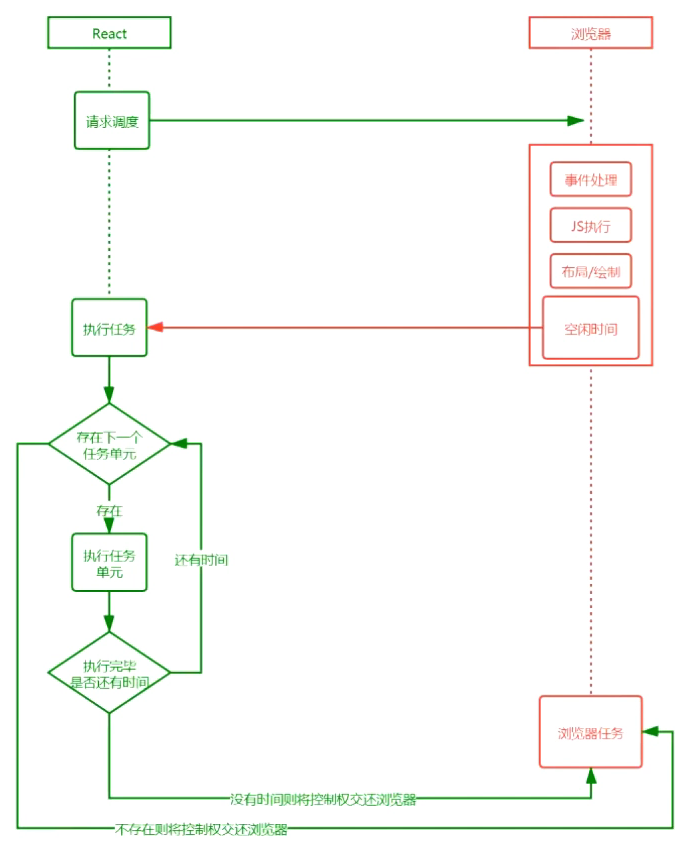 React
浏览器
请求调度
事件处理
JS执行
布局/绘制
执行任务
空闲时间
存在下一个
任务单元
存在
执行任务
单元
还有时间
执行完毕
是否还有时间
浏览器任务
没有时间则将控制权交还浏览器
不存在则将控制权交还浏览器